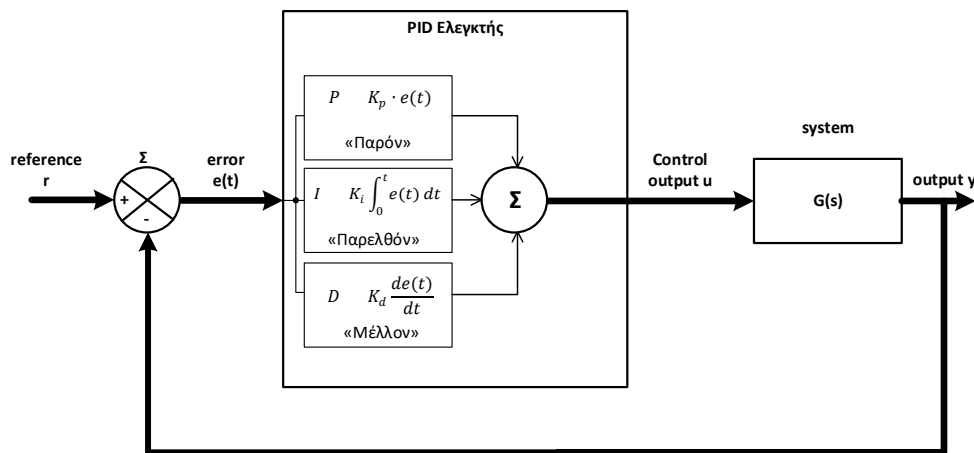 PID Ελεγκτής
P K_p · e(t)
«Παρόν»
system
reference
r
Σ
error
e(t)
+
-
I K_i ∫_0^t e(t) dt
«Παρελθόν»
Σ
Control
output u
G(s)
output y
D K_d de(t)/dt
«Μέλλον»